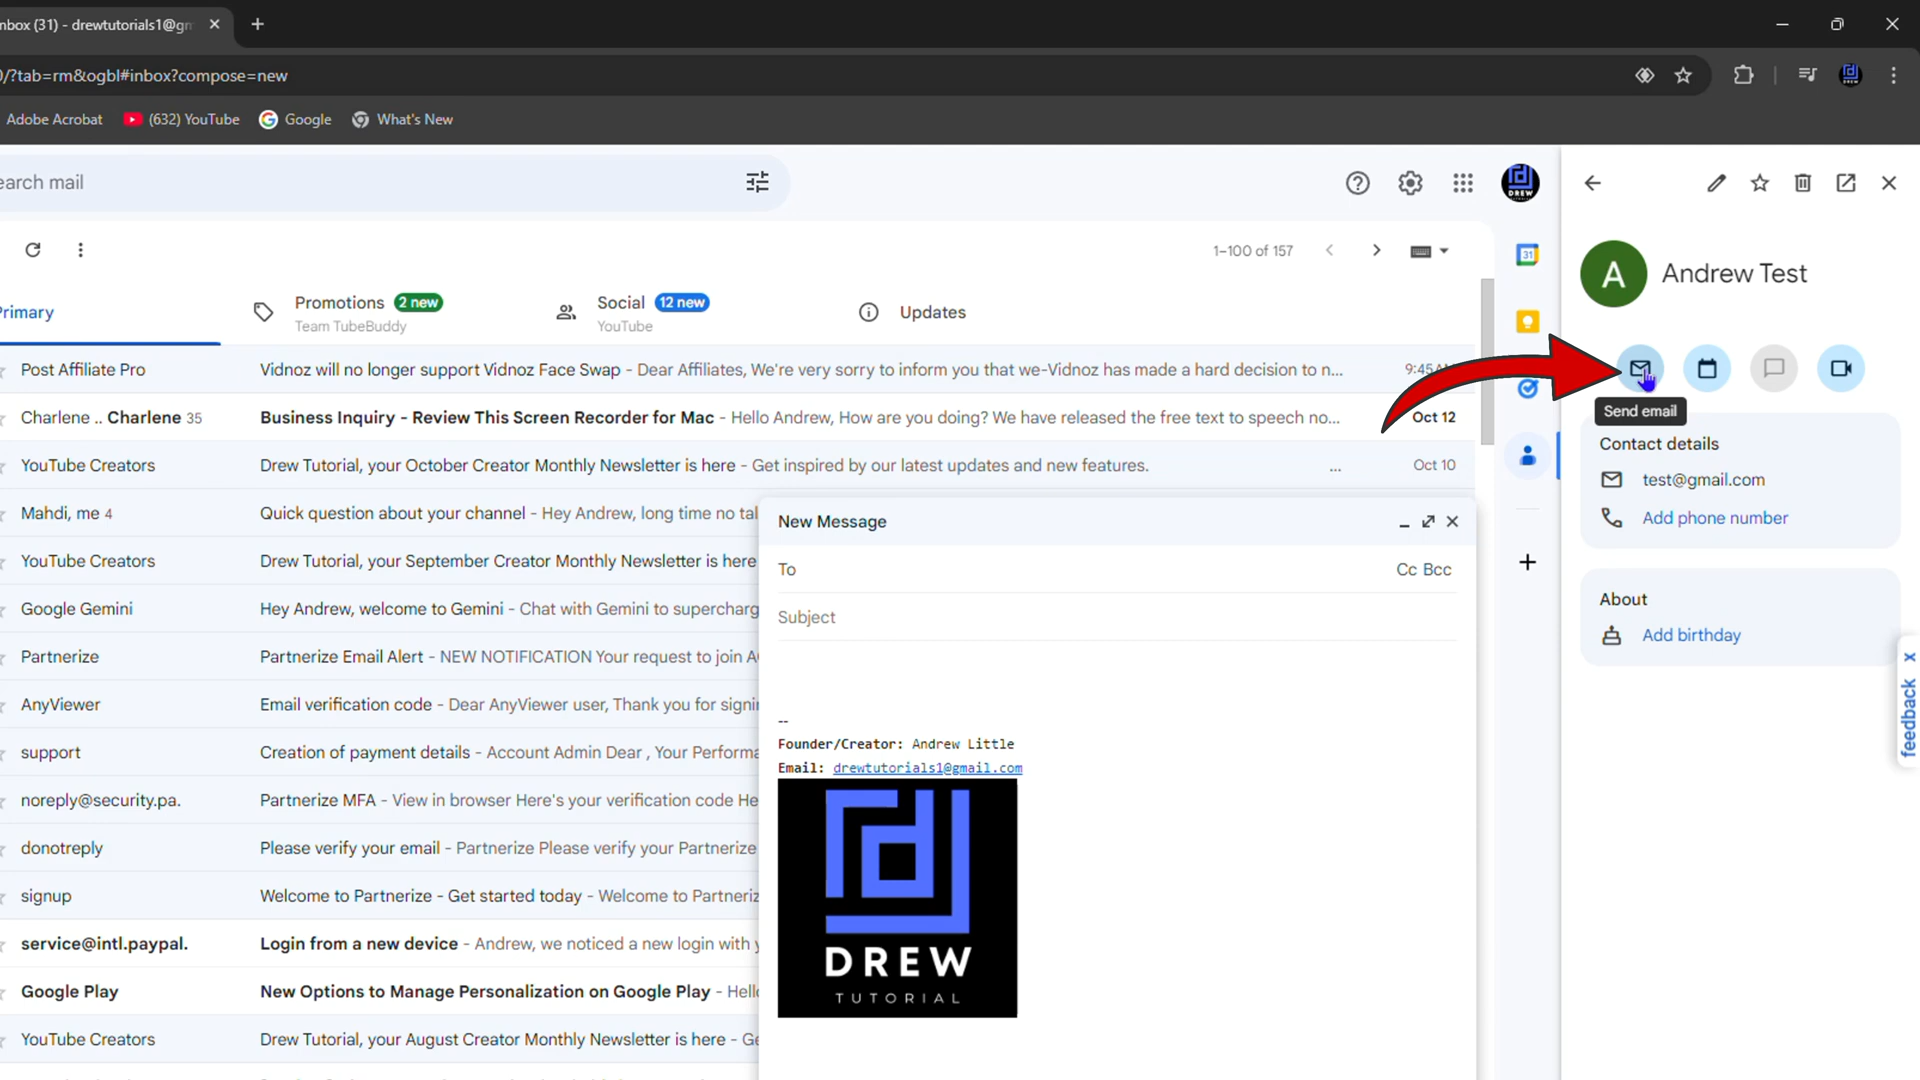 nbox (31) - drewtutorials1@gm
)/?tab=rm&ogbl#inbox?compose=new
Adobe Acrobat
(632) YouTube
Google
What's New
earch mail
1–100 of 157
Primary
Promotions 2 new
Team TubeBuddy
Social 12 new
YouTube
Updates
Post Affiliate Pro
Vidnoz will no longer support Vidnoz Face Swap - Dear Affiliates, We're very sorry to inform you that we-Vidnoz has made a hard decision to n...
9:45
Charlene .. Charlene 35
Business Inquiry - Review This Screen Recorder for Mac - Hello Andrew, How are you doing? We have released the free text to speech no...
Oct 12
YouTube Creators
Drew Tutorial, your October Creator Monthly Newsletter is here - Get inspired by our latest updates and new features.
...
Oct 10
Mahdi, me 4
Quick question about your channel - Hey Andrew, long time no tal
YouTube Creators
Drew Tutorial, your September Creator Monthly Newsletter is here
Google Gemini
Hey Andrew, welcome to Gemini - Chat with Gemini to supercharg
Partnerize
Partnerize Email Alert - NEW NOTIFICATION Your request to join A
AnyViewer
Email verification code - Dear AnyViewer user, Thank you for signi
support
Creation of payment details - Account Admin Dear , Your Performa
noreply@security.pa.
Partnerize MFA - View in browser Here's your verification code He
donotreply
Please verify your email - Partnerize Please verify your Partnerize
signup
Welcome to Partnerize - Get started today - Welcome to Partneriz
service@intl.paypal.
Login from a new device - Andrew, we noticed a new login with y
Google Play
New Options to Manage Personalization on Google Play - Hell
YouTube Creators
Drew Tutorial, your August Creator Monthly Newsletter is here - Ge
New Message
To
Cc Bcc
Subject
--
Founder/Creator: Andrew Little
Email: drewtutorials1@gmail.com
DREW
TUTORIAL
DREW
31
A
Andrew Test
Send email
Contact details
test@gmail.com
Add phone number
About
Add birthday
feedback x